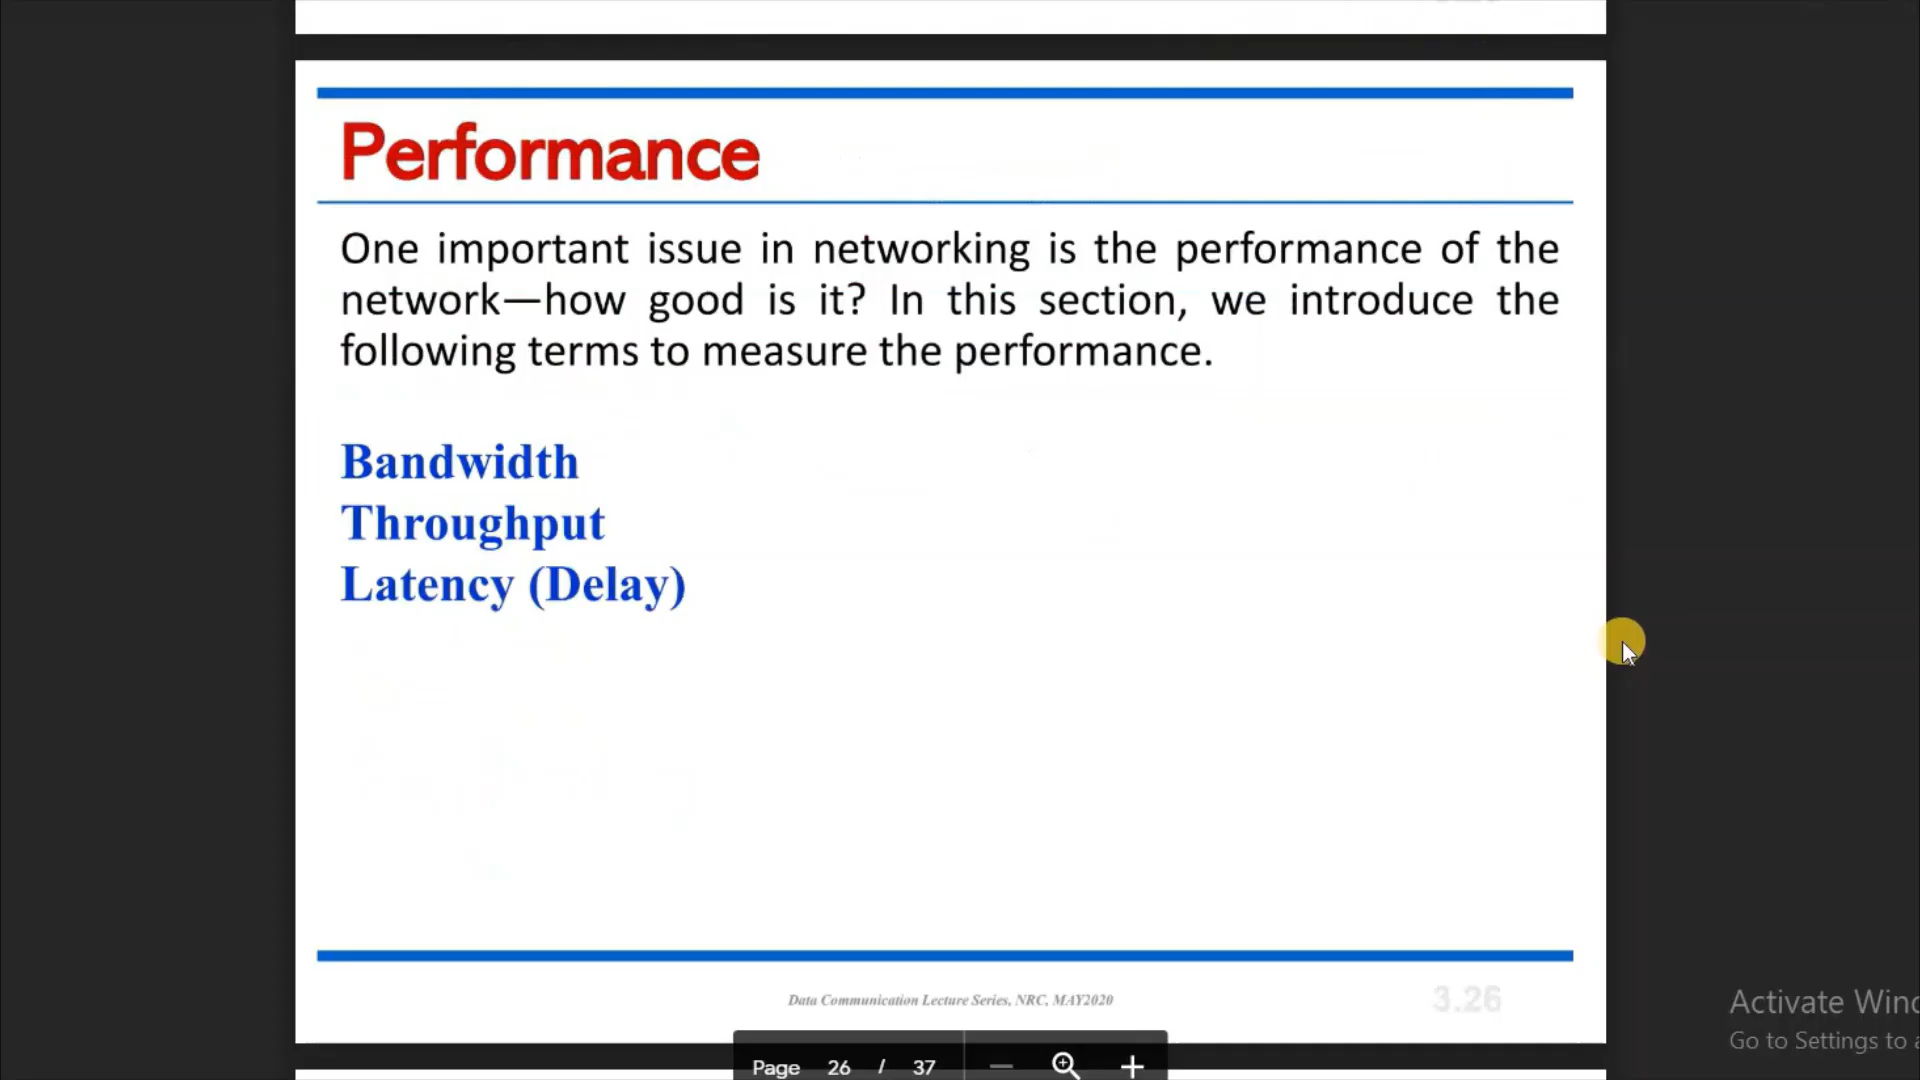 Performance
One important issue in networking is the performance of the
network—how good is it? In this section, we introduce the
following terms to measure the performance.
Bandwidth
Throughput
Latency (Delay)
Data Communication Lecture Series, NRC, MAY2020
3.26
Activate Wind
Go to Settings to a
Page 26 / 37